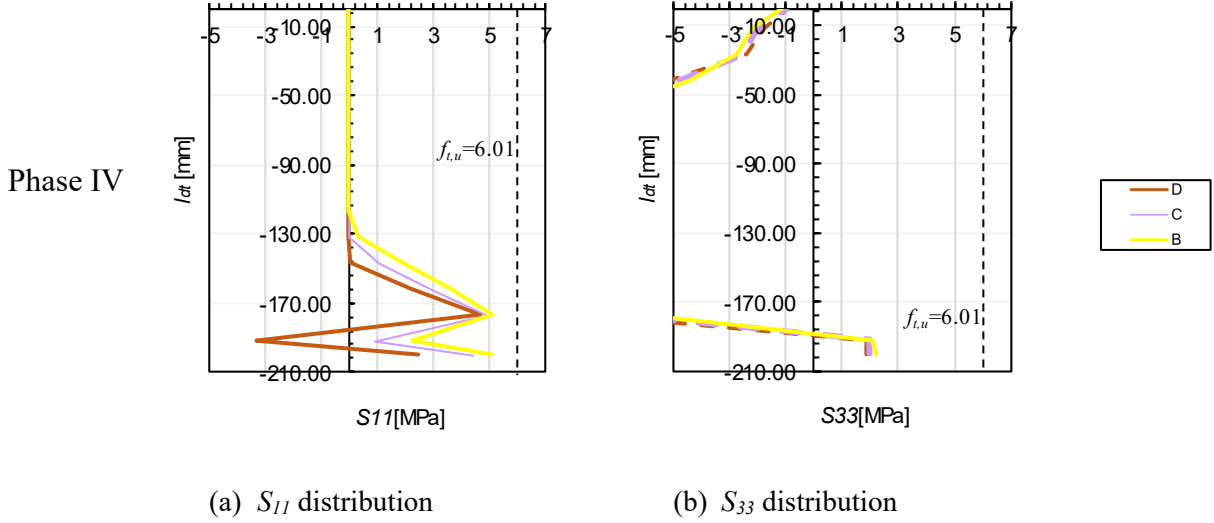 Phase IV
-5 -3 -1 1 3 5 7
-10.00
-50.00
-90.00
-130.00
-170.00
-210.00
l_dt [mm]
f_t,u=6.01
S11[MPa]
-5 -3 -1 1 3 5 7
-10.00
-50.00
-90.00
-130.00
-170.00
-210.00
l_dt [mm]
f_t,u=6.01
S33[MPa]
D
C
B
(a) S11 distribution
(b) S33 distribution